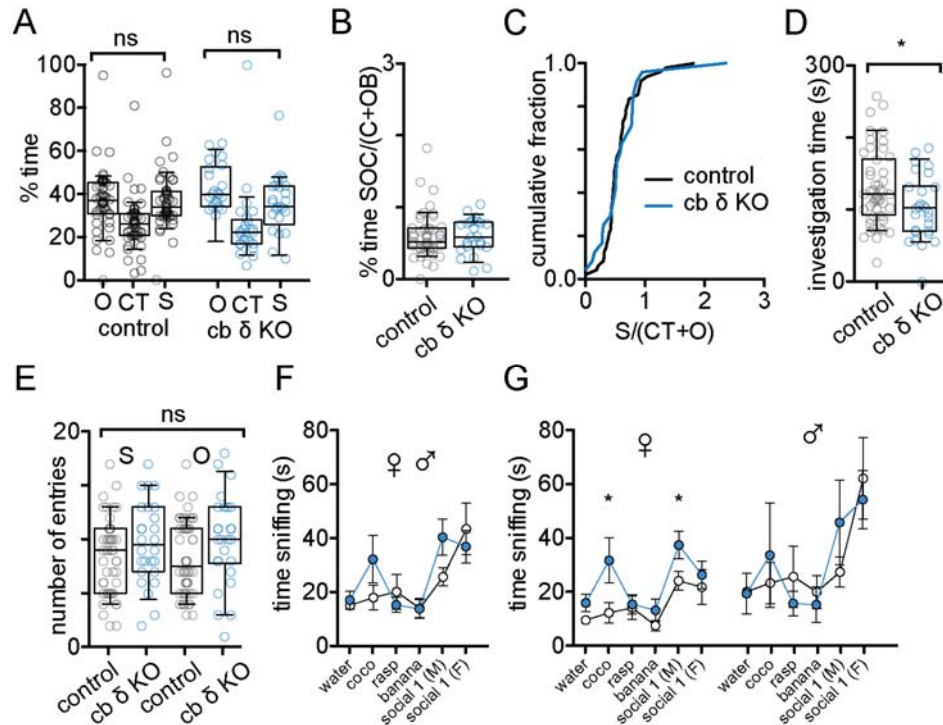 A
ns
ns
% time
100
80
60
40
20
0
O CT S O CT S
control cb δ KO
B
% time SOC/(C+OB)
3
0
control
cb δ KO
C
cumulative fraction
1.0
0.0
control
cb δ KO
0 1 2 3
S/(CT+O)
D
*
investigation time (s)
300
0
control
cb δ KO
E
ns
number of entries
20
0
S O
control
cb δ KO
control
cb δ KO
F
♀ ♂
time sniffing (s)
80
60
40
20
0
water
coco
rasp
banana
social 1 (M)
social 1 (F)
G
♀ ♂
* *
time sniffing (s)
80
60
40
20
0
water
coco
rasp
banana
social 1 (M)
social 1 (F)
water
coco
rasp
banana
social 1 (M)
social 1 (F)